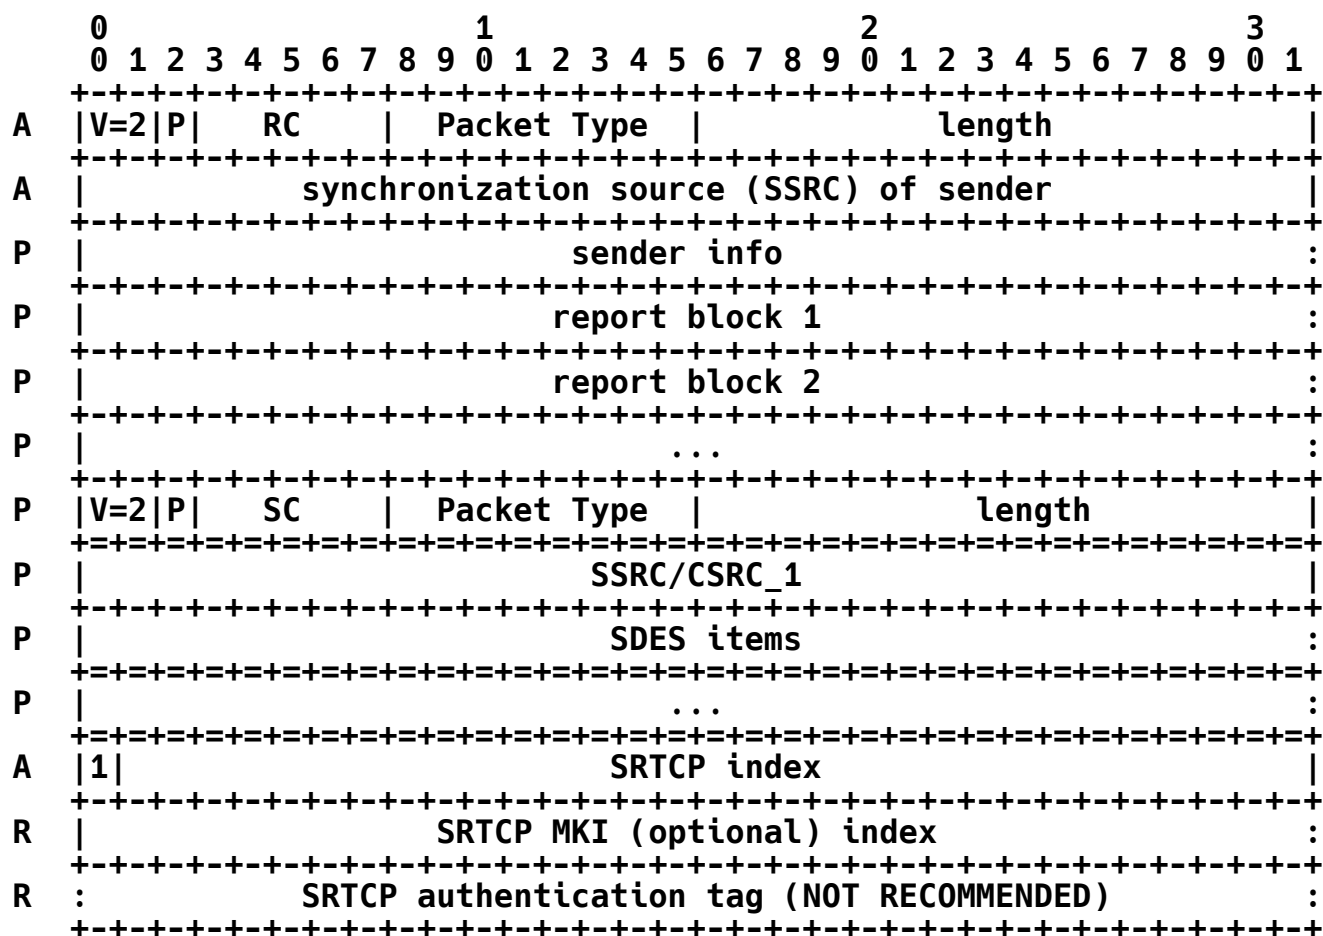 0                   1                   2                   3
     0 1 2 3 4 5 6 7 8 9 0 1 2 3 4 5 6 7 8 9 0 1 2 3 4 5 6 7 8 9 0 1
    +-+-+-+-+-+-+-+-+-+-+-+-+-+-+-+-+-+-+-+-+-+-+-+-+-+-+-+-+-+-+-+-+
A   |V=2|P|   RC    |  Packet Type  |            length             |
    +-+-+-+-+-+-+-+-+-+-+-+-+-+-+-+-+-+-+-+-+-+-+-+-+-+-+-+-+-+-+-+-+
A   |           synchronization source (SSRC) of sender             |
    +-+-+-+-+-+-+-+-+-+-+-+-+-+-+-+-+-+-+-+-+-+-+-+-+-+-+-+-+-+-+-+-+
P   |                         sender info                           :
    +-+-+-+-+-+-+-+-+-+-+-+-+-+-+-+-+-+-+-+-+-+-+-+-+-+-+-+-+-+-+-+-+
P   |                        report block 1                         :
    +-+-+-+-+-+-+-+-+-+-+-+-+-+-+-+-+-+-+-+-+-+-+-+-+-+-+-+-+-+-+-+-+
P   |                        report block 2                         :
    +-+-+-+-+-+-+-+-+-+-+-+-+-+-+-+-+-+-+-+-+-+-+-+-+-+-+-+-+-+-+-+-+
P   |                              ...                              :
    +-+-+-+-+-+-+-+-+-+-+-+-+-+-+-+-+-+-+-+-+-+-+-+-+-+-+-+-+-+-+-+-+
P   |V=2|P|   SC    |  Packet Type  |              length           |
    +=+=+=+=+=+=+=+=+=+=+=+=+=+=+=+=+=+=+=+=+=+=+=+=+=+=+=+=+=+=+=+=+
P   |                          SSRC/CSRC_1                          |
    +-+-+-+-+-+-+-+-+-+-+-+-+-+-+-+-+-+-+-+-+-+-+-+-+-+-+-+-+-+-+-+-+
P   |                           SDES items                          :
    +=+=+=+=+=+=+=+=+=+=+=+=+=+=+=+=+=+=+=+=+=+=+=+=+=+=+=+=+=+=+=+=+
P   |                              ...                              :
    +=+=+=+=+=+=+=+=+=+=+=+=+=+=+=+=+=+=+=+=+=+=+=+=+=+=+=+=+=+=+=+=+
A   |1|                         SRTCP index                         |
    +-+-+-+-+-+-+-+-+-+-+-+-+-+-+-+-+-+-+-+-+-+-+-+-+-+-+-+-+-+-+-+-+
R   |                  SRTCP MKI (optional) index                   :
    +-+-+-+-+-+-+-+-+-+-+-+-+-+-+-+-+-+-+-+-+-+-+-+-+-+-+-+-+-+-+-+-+
R   :           SRTCP authentication tag (NOT RECOMMENDED)          :
    +-+-+-+-+-+-+-+-+-+-+-+-+-+-+-+-+-+-+-+-+-+-+-+-+-+-+-+-+-+-+-+-+